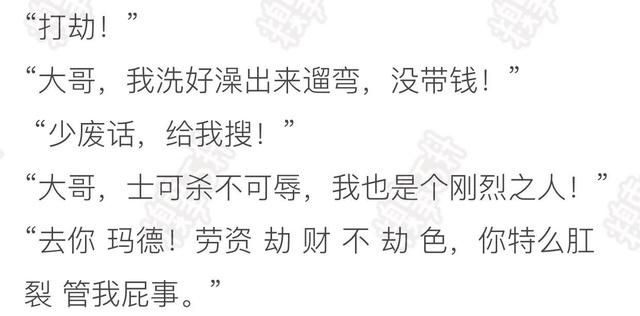 “打劫！”
“大哥，我洗好澡出来遛弯，没带钱！”
“少废话，给我搜！”
“大哥，士可杀不可辱，我也是个刚烈之人！”
“去你 玛德！劳资 劫 财 不 劫 色，你特么肛
裂 管我屁事。”